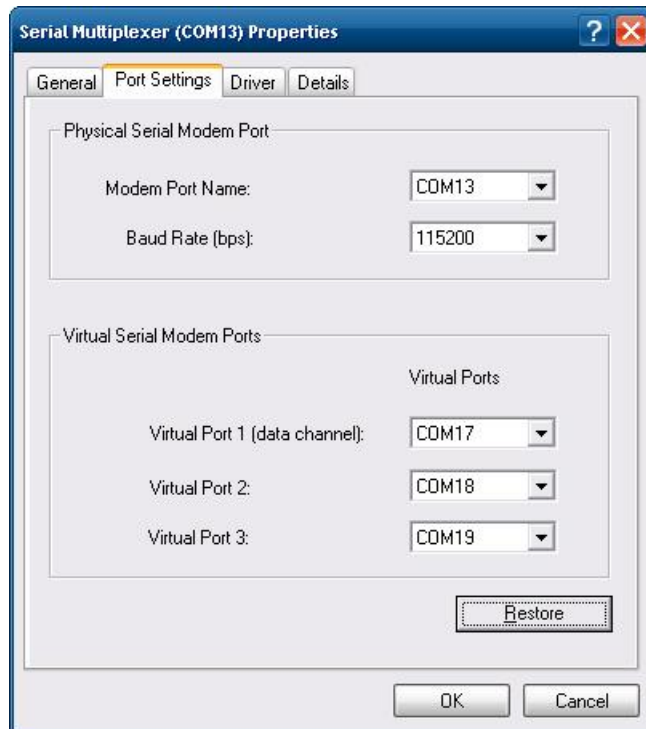 Serial Multiplexer (COM13) Properties
General Port Settings Driver Details
Physical Serial Modem Port
Modem Port Name: COM13
Baud Rate (bps): 115200
Virtual Serial Modem Ports
Virtual Ports
Virtual Port 1 (data channel): COM17
Virtual Port 2: COM18
Virtual Port 3: COM19
Restore
OK Cancel